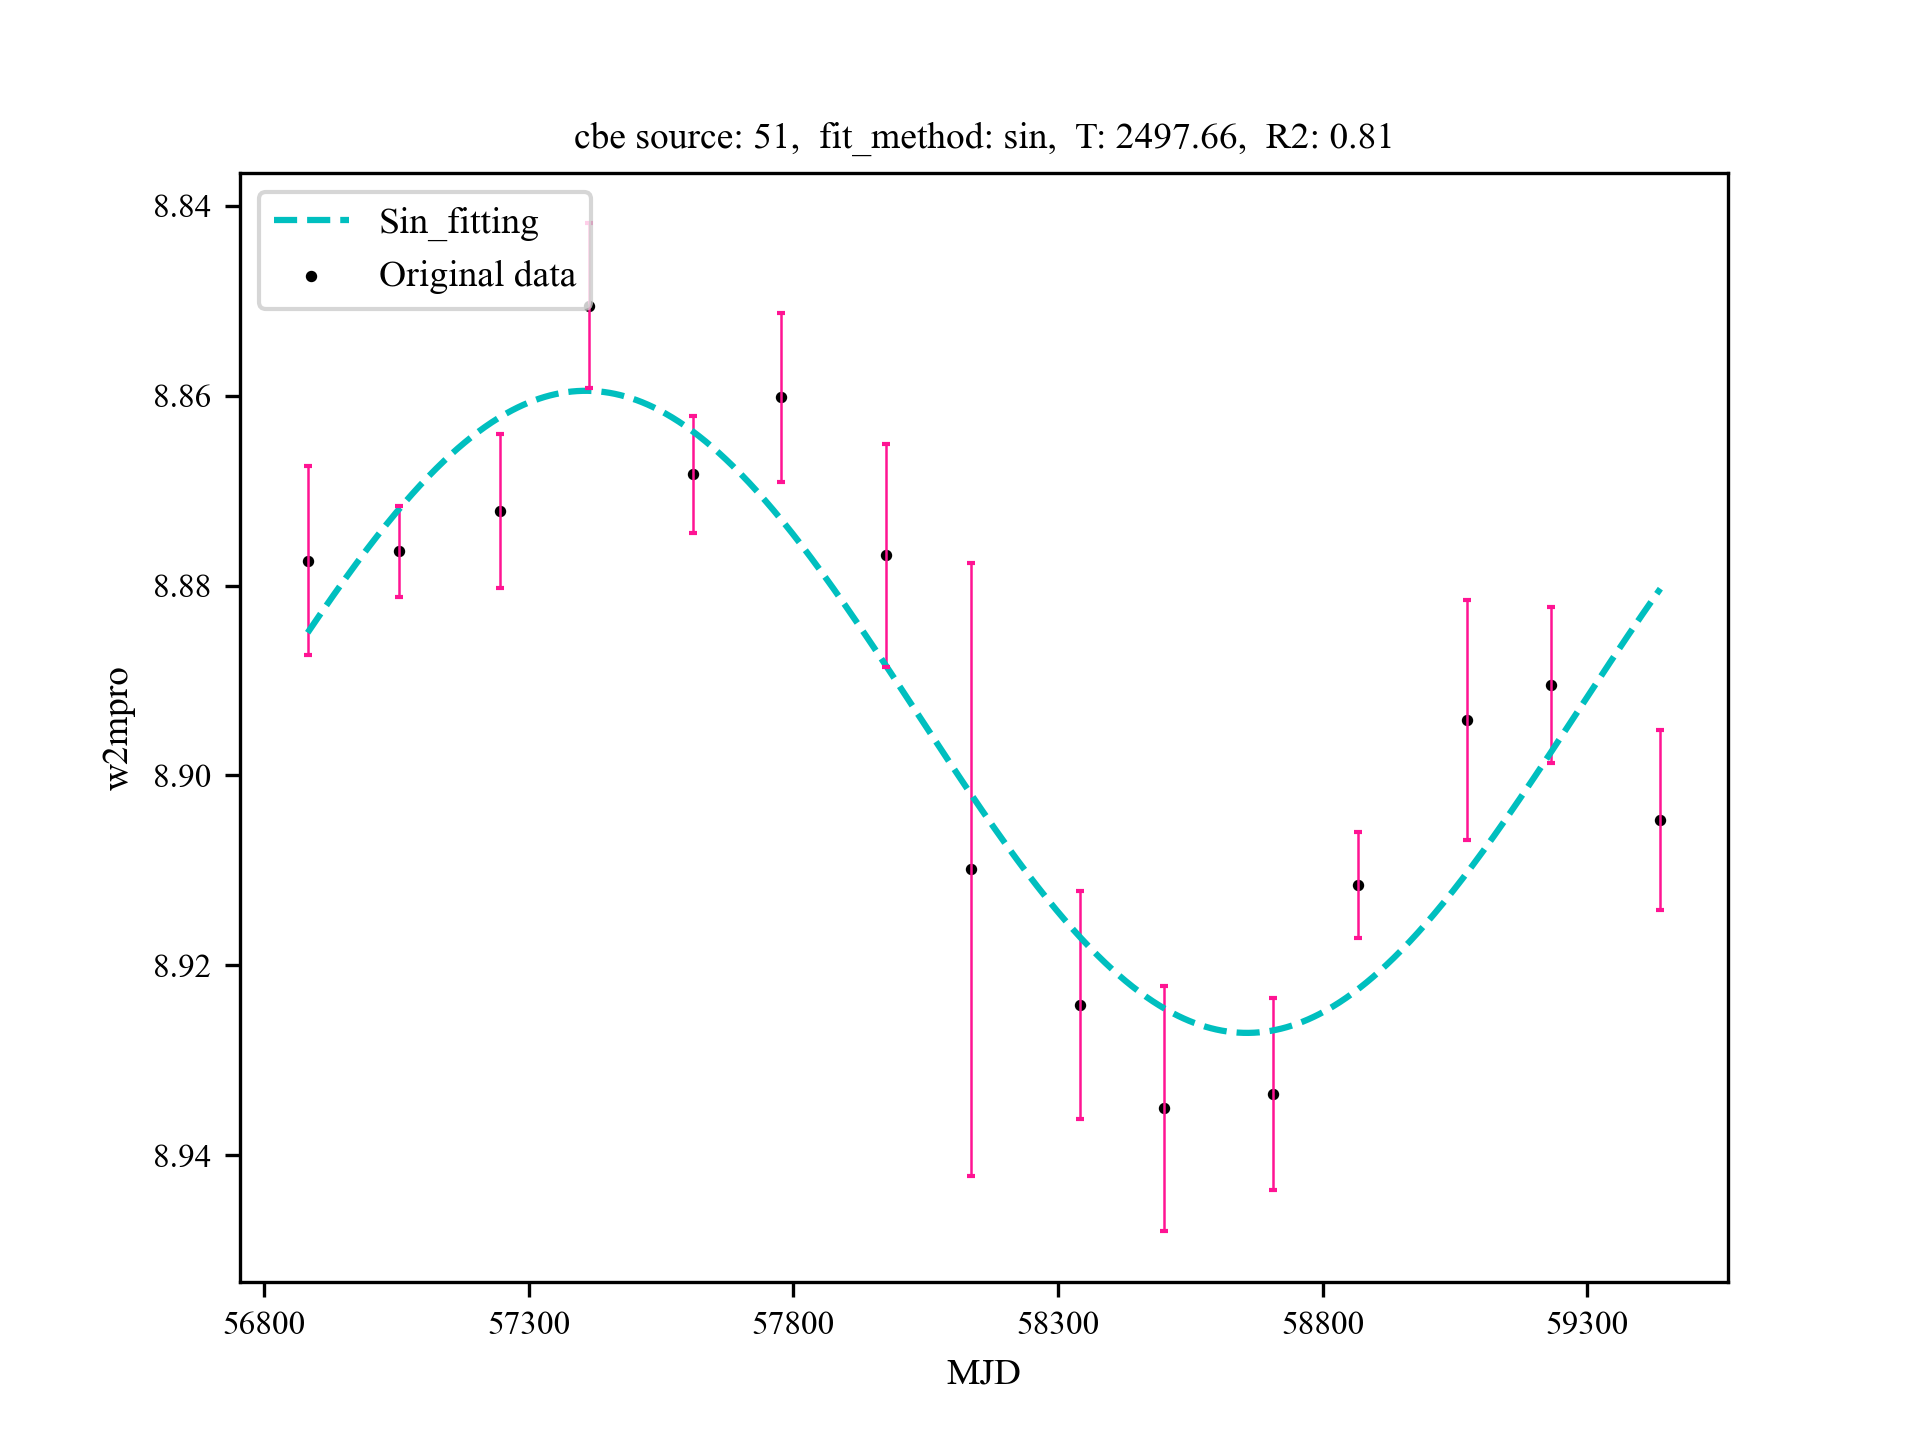 cbe source: 51,  fit_method: sin,  T: 2497.66,  R2: 0.81
Sin_fitting
Original data
8.84
8.86
8.88
8.90
8.92
8.94
w2mpro
56800 57300 57800 58300 58800 59300
MJD